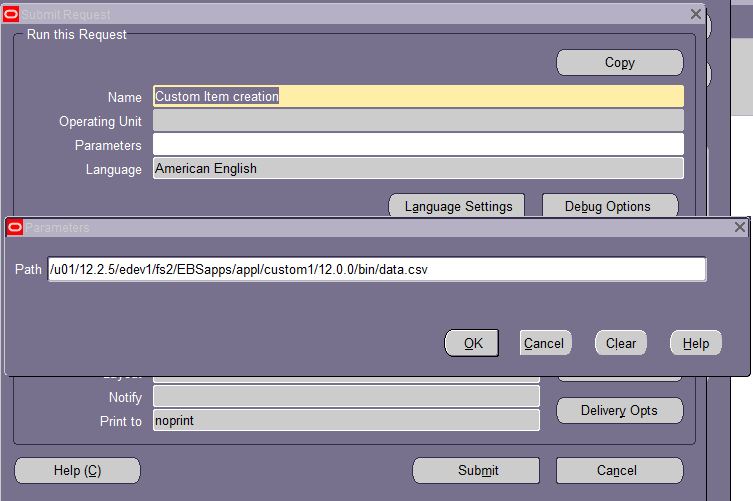 Submit Request
Run this Request
Copy
Name Custom Item creation
Operating Unit
Parameters
Language American English
Language Settings Debug Options
Parameters
Path /u01/12.2.5/edev1/fs2/EBSapps/appl/custom1/12.0.0/bin/data.csv
OK Cancel Clear Help
Notify
Delivery Opts
Print to noprint
Help (C) Submit Cancel